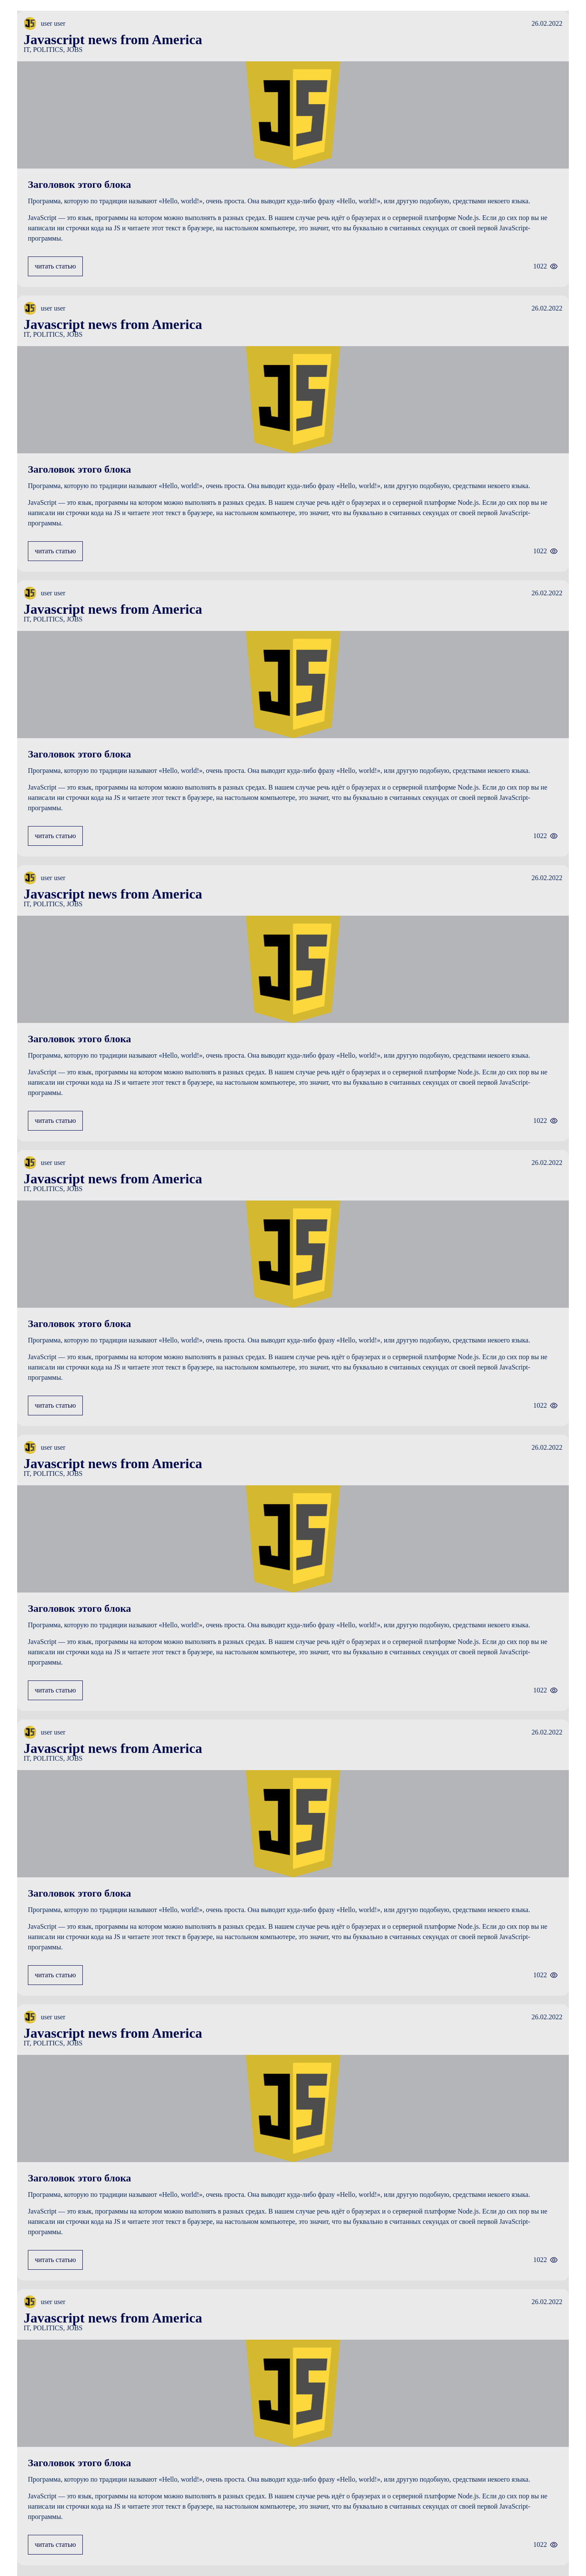 JS user user 26.02.2022
Javascript news from America
IT, POLITICS, JOBS
JS
Заголовок этого блока
Программа, которую по традиции называют «Hello, world!», очень проста. Она выводит куда-либо фразу «Hello, world!», или другую подобную, средствами некоего языка.
JavaScript — это язык, программы на котором можно выполнять в разных средах. В нашем случае речь идёт о браузерах и о серверной платформе Node.js. Если до сих пор вы не
написали ни строчки кода на JS и читаете этот текст в браузере, на настольном компьютере, это значит, что вы буквально в считанных секундах от своей первой JavaScript-
программы.
читать статью 1022
JS user user 26.02.2022
Javascript news from America
IT, POLITICS, JOBS
JS
Заголовок этого блока
Программа, которую по традиции называют «Hello, world!», очень проста. Она выводит куда-либо фразу «Hello, world!», или другую подобную, средствами некоего языка.
JavaScript — это язык, программы на котором можно выполнять в разных средах. В нашем случае речь идёт о браузерах и о серверной платформе Node.js. Если до сих пор вы не
написали ни строчки кода на JS и читаете этот текст в браузере, на настольном компьютере, это значит, что вы буквально в считанных секундах от своей первой JavaScript-
программы.
читать статью 1022
JS user user 26.02.2022
Javascript news from America
IT, POLITICS, JOBS
JS
Заголовок этого блока
Программа, которую по традиции называют «Hello, world!», очень проста. Она выводит куда-либо фразу «Hello, world!», или другую подобную, средствами некоего языка.
JavaScript — это язык, программы на котором можно выполнять в разных средах. В нашем случае речь идёт о браузерах и о серверной платформе Node.js. Если до сих пор вы не
написали ни строчки кода на JS и читаете этот текст в браузере, на настольном компьютере, это значит, что вы буквально в считанных секундах от своей первой JavaScript-
программы.
читать статью 1022
JS user user 26.02.2022
Javascript news from America
IT, POLITICS, JOBS
JS
Заголовок этого блока
Программа, которую по традиции называют «Hello, world!», очень проста. Она выводит куда-либо фразу «Hello, world!», или другую подобную, средствами некоего языка.
JavaScript — это язык, программы на котором можно выполнять в разных средах. В нашем случае речь идёт о браузерах и о серверной платформе Node.js. Если до сих пор вы не
написали ни строчки кода на JS и читаете этот текст в браузере, на настольном компьютере, это значит, что вы буквально в считанных секундах от своей первой JavaScript-
программы.
читать статью 1022
JS user user 26.02.2022
Javascript news from America
IT, POLITICS, JOBS
JS
Заголовок этого блока
Программа, которую по традиции называют «Hello, world!», очень проста. Она выводит куда-либо фразу «Hello, world!», или другую подобную, средствами некоего языка.
JavaScript — это язык, программы на котором можно выполнять в разных средах. В нашем случае речь идёт о браузерах и о серверной платформе Node.js. Если до сих пор вы не
написали ни строчки кода на JS и читаете этот текст в браузере, на настольном компьютере, это значит, что вы буквально в считанных секундах от своей первой JavaScript-
программы.
читать статью 1022
JS user user 26.02.2022
Javascript news from America
IT, POLITICS, JOBS
JS
Заголовок этого блока
Программа, которую по традиции называют «Hello, world!», очень проста. Она выводит куда-либо фразу «Hello, world!», или другую подобную, средствами некоего языка.
JavaScript — это язык, программы на котором можно выполнять в разных средах. В нашем случае речь идёт о браузерах и о серверной платформе Node.js. Если до сих пор вы не
написали ни строчки кода на JS и читаете этот текст в браузере, на настольном компьютере, это значит, что вы буквально в считанных секундах от своей первой JavaScript-
программы.
читать статью 1022
JS user user 26.02.2022
Javascript news from America
IT, POLITICS, JOBS
JS
Заголовок этого блока
Программа, которую по традиции называют «Hello, world!», очень проста. Она выводит куда-либо фразу «Hello, world!», или другую подобную, средствами некоего языка.
JavaScript — это язык, программы на котором можно выполнять в разных средах. В нашем случае речь идёт о браузерах и о серверной платформе Node.js. Если до сих пор вы не
написали ни строчки кода на JS и читаете этот текст в браузере, на настольном компьютере, это значит, что вы буквально в считанных секундах от своей первой JavaScript-
программы.
читать статью 1022
JS user user 26.02.2022
Javascript news from America
IT, POLITICS, JOBS
JS
Заголовок этого блока
Программа, которую по традиции называют «Hello, world!», очень проста. Она выводит куда-либо фразу «Hello, world!», или другую подобную, средствами некоего языка.
JavaScript — это язык, программы на котором можно выполнять в разных средах. В нашем случае речь идёт о браузерах и о серверной платформе Node.js. Если до сих пор вы не
написали ни строчки кода на JS и читаете этот текст в браузере, на настольном компьютере, это значит, что вы буквально в считанных секундах от своей первой JavaScript-
программы.
читать статью 1022
JS user user 26.02.2022
Javascript news from America
IT, POLITICS, JOBS
JS
Заголовок этого блока
Программа, которую по традиции называют «Hello, world!», очень проста. Она выводит куда-либо фразу «Hello, world!», или другую подобную, средствами некоего языка.
JavaScript — это язык, программы на котором можно выполнять в разных средах. В нашем случае речь идёт о браузерах и о серверной платформе Node.js. Если до сих пор вы не
написали ни строчки кода на JS и читаете этот текст в браузере, на настольном компьютере, это значит, что вы буквально в считанных секундах от своей первой JavaScript-
программы.
читать статью 1022